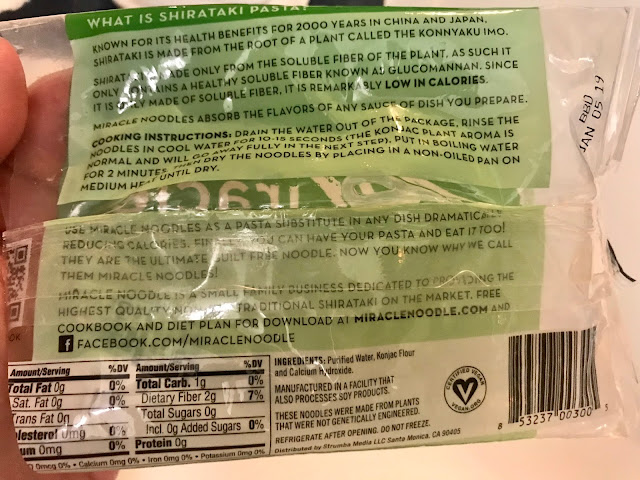 WHAT IS SHIRATAKI PASTA?
KNOWN FOR ITS HEALTH BENEFITS FOR 2000 YEARS IN CHINA AND JAPAN,
SHIRATAKI IS MADE FROM THE ROOT OF A PLANT CALLED THE KONNYAKU IMO.
SHIRATAKI MADE ONLY FROM THE SOLUBLE FIBER OF THE PLANT. AS SUCH IT
ONLY CONTAINS A HEALTHY SOLUBLE FIBER KNOWN AS GLUCOMANNAN. SINCE
IT IS ONLY MADE OF SOLUBLE FIBER, IT IS REMARKABLY LOW IN CALORIES.
MIRACLE NOODLES ABSORB THE FLAVORS OF ANY SAUCE OF DISH YOU PREPARE.
COOKING INSTRUCTIONS: DRAIN THE WATER OUT OF THE PACKAGE, RINSE THE
NOODLES IN COOL WATER FOR 10-15 SECONDS (THE KONJAC PLANT AROMA IS
NORMAL AND WILL GO AWAY FULLY IN THE NEXT STEP). PUT IN BOILING WATER
FOR 2 MINUTES. THEN DRY THE NOODLES BY PLACING IN A NON-OILED PAN ON
MEDIUM HEAT UNTIL DRY.
BBD
JAN 05 19
USE MIRACLE NOODLES AS A PASTA SUBSTITUTE IN ANY DISH DRAMATICALLY
REDUCING CALORIES. YOU CAN HAVE YOUR PASTA AND EAT IT TOO!
THEY ARE THE ULTIMATE GUILT FREE NOODLE. NOW YOU KNOW WHY WE CALL
THEM MIRACLE NOODLES!
MIRACLE NOODLE IS A SMALL FAMILY BUSINESS DEDICATED TO PROVIDING THE
HIGHEST QUALITY TRADITIONAL SHIRATAKI ON THE MARKET. FREE
COOKBOOK AND DIET PLAN FOR DOWNLOAD AT MIRACLENOODLE.COM AND
FACEBOOK.COM/MIRACLENOODLE
Amount/Serving %DV
Total Fat 0g 0%
Sat. Fat 0g 0%
Trans Fat 0g
Cholesterol 0mg 0%
0mg 0%
Amount/Serving %DV
Total Carb. 1g 0%
Dietary Fiber 2g 7%
Total Sugars 0g
Incl. 0g Added Sugars 0%
Protein 0g
D 0mcg 0% • Calcium 0mg 0% • Iron 0mg 0% • Potassium 0mg 0%
INGREDIENTS: Purified Water, Konjac Flour
and Calcium Hydroxide.
MANUFACTURED IN A FACILITY THAT
ALSO PROCESSES SOY PRODUCTS.
THESE NOODLES WERE MADE FROM PLANTS
THAT WERE NOT GENETICALLY ENGINEERED.
REFRIGERATE AFTER OPENING. DO NOT FREEZE.
Distributed by Strumba Media LLC Santa Monica, CA 90405
CERTIFIED VEGAN
VEGAN.ORG
8 53237 00300 5